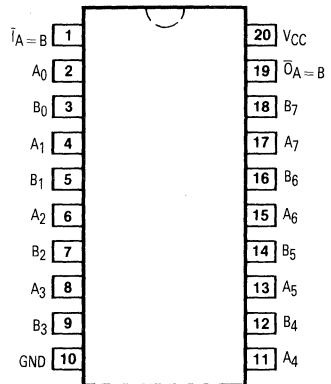 I̅A = B 1 20 VCC
A0 2 19 O̅A = B
B0 3 18 B7
A1 4 17 A7
B1 5 16 B6
A2 6 15 A6
B2 7 14 B5
A3 8 13 A5
B3 9 12 B4
GND 10 11 A4